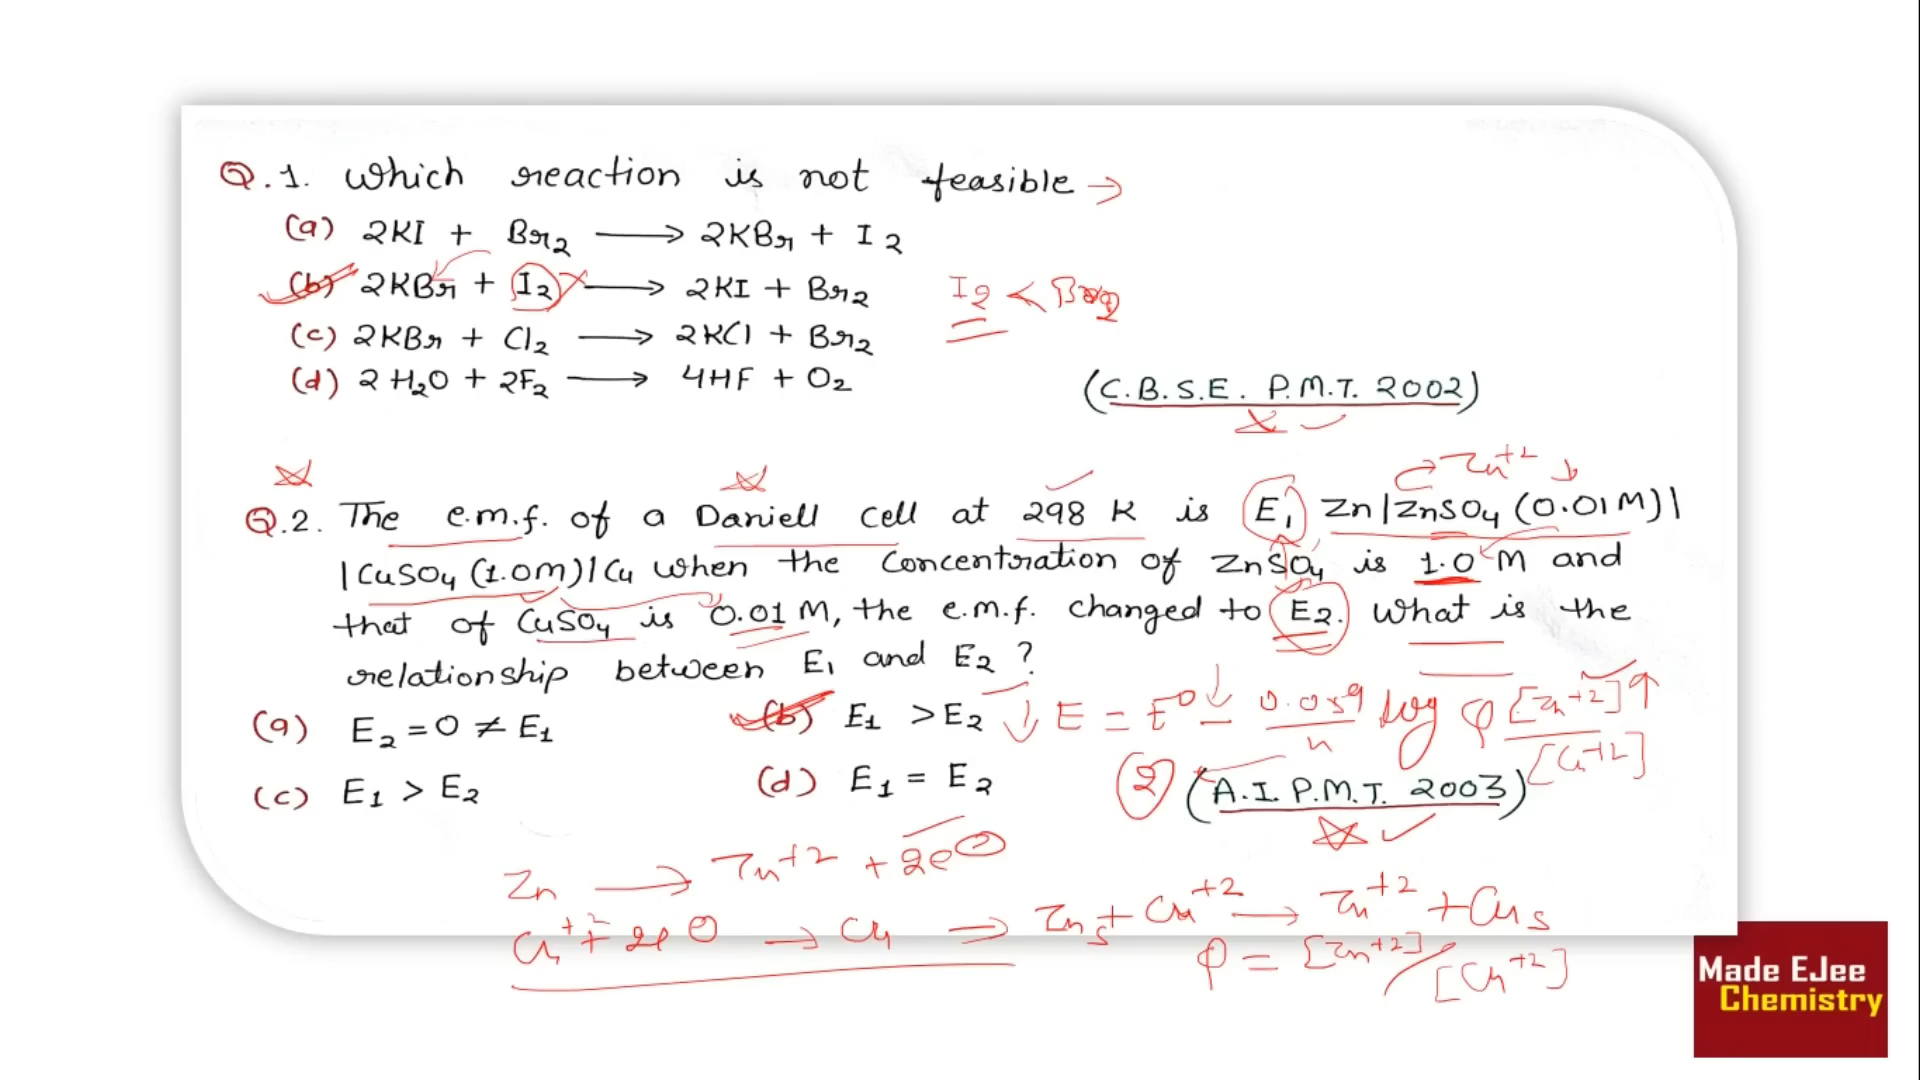 Q.1. Which reaction is not feasible →
(a) 2KI + Br2 ⟶ 2KBr + I2
(b) 2KBr + I2 ⟶ 2KI + Br2
I2 < Br2
(c) 2KBr + Cl2 ⟶ 2KCl + Br2
(d) 2H2O + 2F2 ⟶ 4HF + O2
(C.B.S.E. P.M.T. 2002)
Zn+2
Q.2. The e.m.f. of a Daniell cell at 298 K is E1 Zn|ZnSO4 (0.01M)|
|CuSO4 (1.0M)|Cu when the concentration of ZnSO4 is 1.0 M and
that of CuSO4 is 0.01 M, the e.m.f. changed to E2. What is the
relationship between E1 and E2 ?
(a) E2 = 0 ≠ E1
(b) E1 > E2
↓ E = E0 ↓ − 0.059/n log φ [Zn+2]↑/[Cu+2]
(c) E1 > E2
(d) E1 = E2
2 (A.I.P.M.T. 2003)
Zn ⟶ Zn+2 + 2e⊖
Cu+2 + 2e⊖ → Cu → Zns + Cu+2 → Zn+2 + Cus
φ = [Zn+2]/[Cu+2]
Made EJee
Chemistry